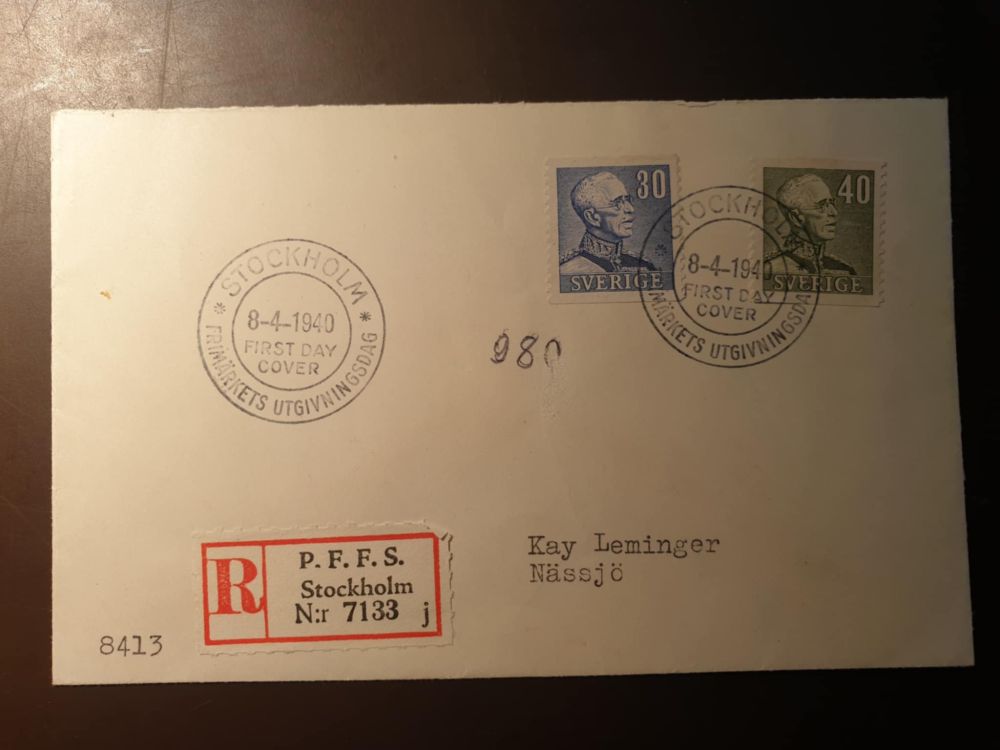 30
SVERIGE
40
SVERIGE
STOCKHOLM
8-4-1940
FIRST DAY
COVER
FRIMÄRKETS UTGIVNINGSDAG
STOCKHOLM
8-4-1940
FIRST DAY
COVER
FRIMÄRKETS UTGIVNINGSDAG
980
R
P. F. F. S.
Stockholm
N:r 7133 j
Kay Leminger
Nässjö
8413